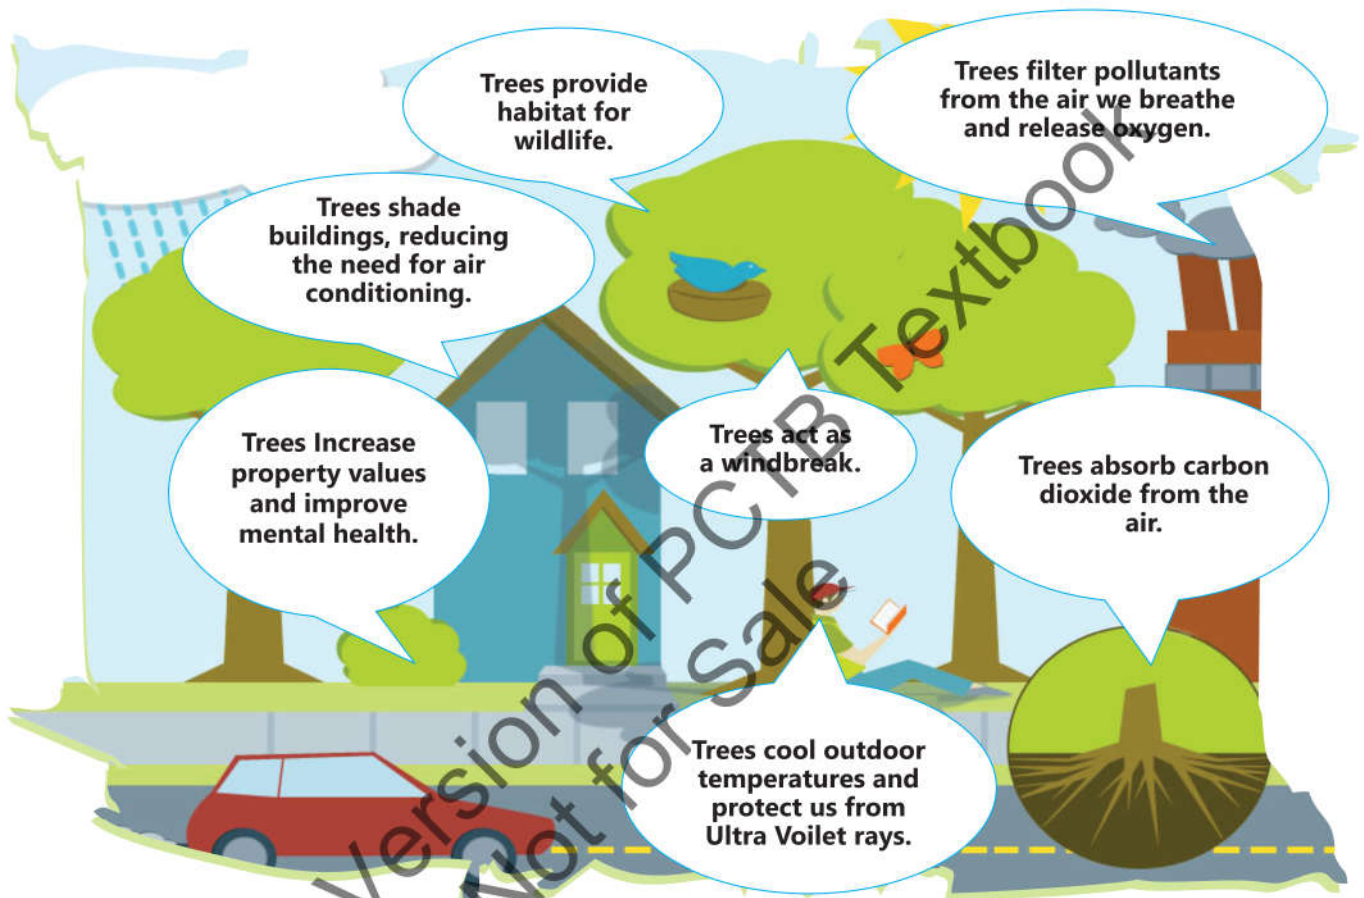 Trees provide
habitat for
wildlife.
Trees filter pollutants
from the air we breathe
and release oxygen.
Trees shade
buildings, reducing
the need for air
conditioning.
Trees act as
a windbreak.
Trees Increase
property values
and improve
mental health.
Trees absorb carbon
dioxide from the
air.
Trees cool outdoor
temperatures and
protect us from
Ultra Voilet rays.
Version of PCTB Textbook
Not for Sale